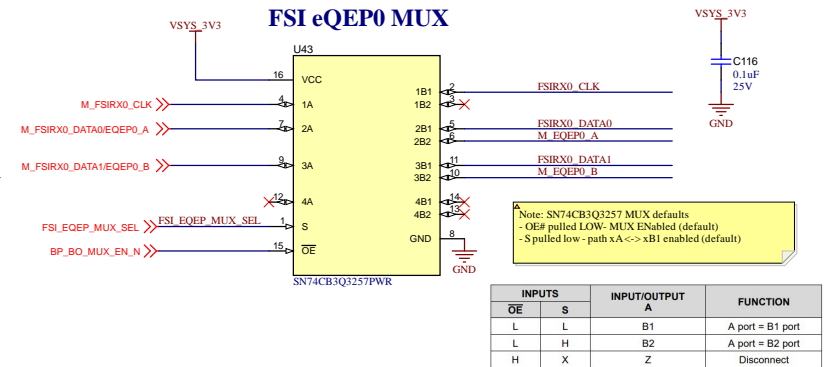 FSI eQEP0 MUX
VSYS_3V3
VSYS_3V3
U43
16 VCC
C116
0.1uF
25V
GND
M_FSIRX0_CLK 4 1A
1B1 2 FSIRX0_CLK
1B2 3
M_FSIRX0_DATA0/EQEP0_A 7 2A
2B1 5 FSIRX0_DATA0
2B2 6 M_EQEP0_A
M_FSIRX0_DATA1/EQEP0_B 9 3A
3B1 11 FSIRX0_DATA1
3B2 10 M_EQEP0_B
12 4A
4B1 14
4B2 13
FSI_EQEP_MUX_SEL FSI_EQEP_MUX_SEL 1 S
BP_BO_MUX_EN_N 15 OE
GND 8
GND
SN74CB3Q3257PWR
Note: SN74CB3Q3257 MUX defaults
- OE# pulled LOW- MUX ENabled (default)
- S pulled low - path xA<-> xB1 enabled (default)
INPUTS INPUT/OUTPUT A FUNCTION
OE S
L L B1 A port = B1 port
L H B2 A port = B2 port
H X Z Disconnect